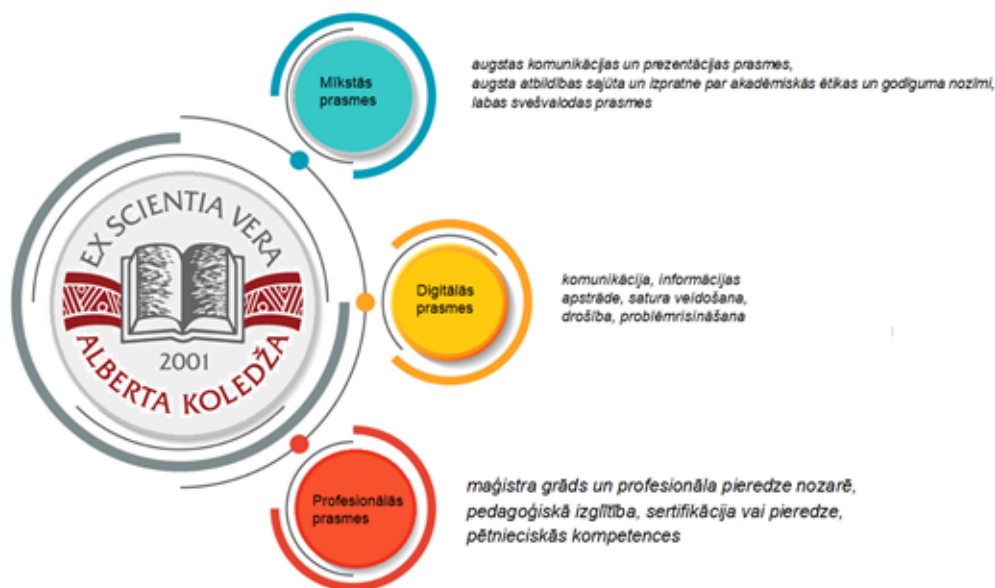 Mīkstās
prasmes
augstas komunikācijas un prezentācijas prasmes,
augsta atbildības sajūta un izpratne par akadēmiskās ētikas un godīguma nozīmi,
labas svešvalodas prasmes
EX SCIENTIA VERA
2001
ALBERTA KOLEDŽA
Digitālās
prasmes
komunikācija, informācijas
apstrāde, satura veidošana,
drošība, problēmrisināšana
Profesionālās
prasmes
maģistra grāds un profesionāla pieredze nozarē,
pedagoģiskā izglītība, sertifikācija vai pieredze,
pētnieciskās kompetences